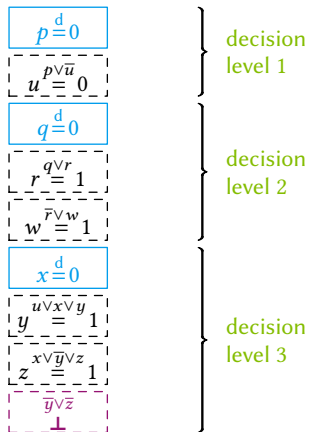 p =ᵈ 0
u =^{p∨u̅} 0
decision
level 1
q =ᵈ 0
r =^{q∨r} 1
w =^{r̅∨w} 1
decision
level 2
x =ᵈ 0
y =^{u∨x∨y} 1
z =^{x∨y̅∨z} 1
y̅∨z̅
⊥
decision
level 3